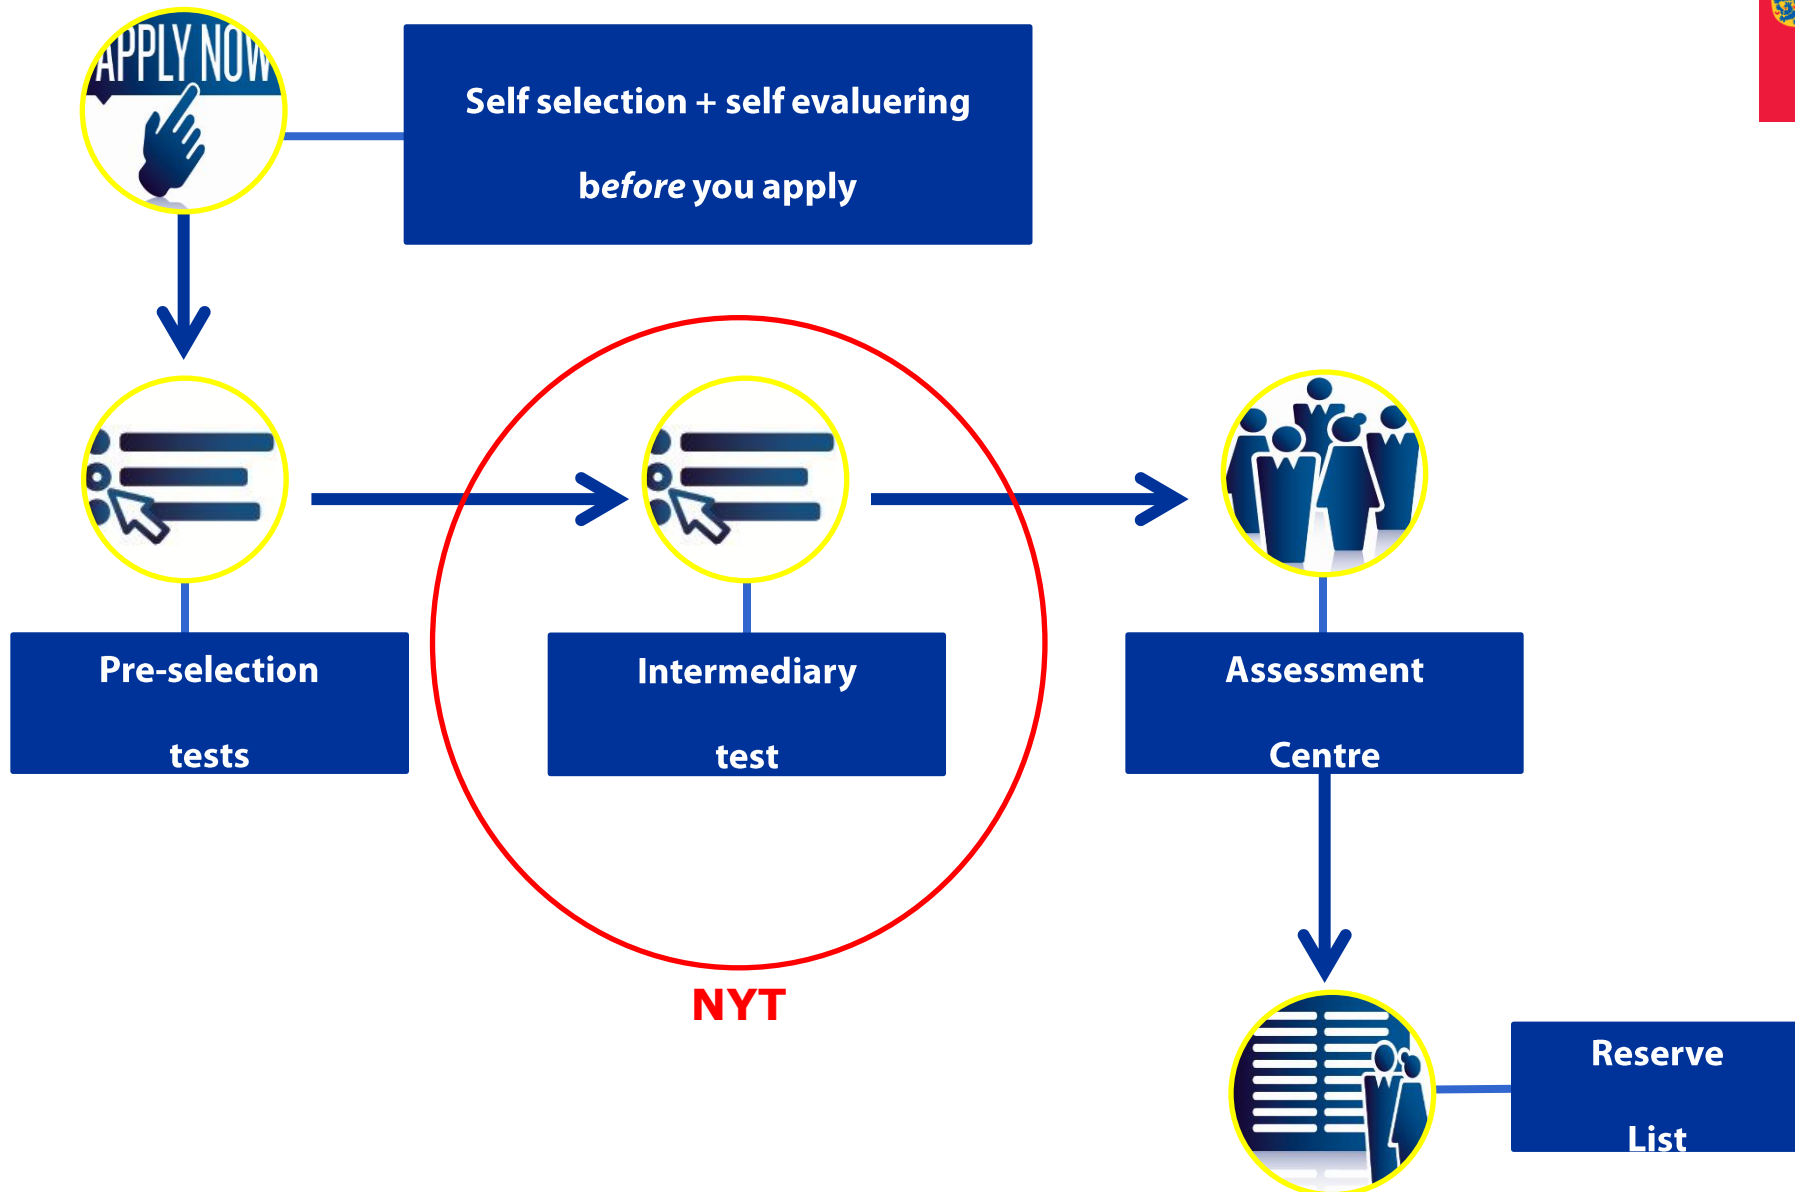 APPLY NOW
Self selection + self evaluering
before you apply
Pre-selection
tests
Intermediary
test
Assessment
Centre
NYT
Reserve
List